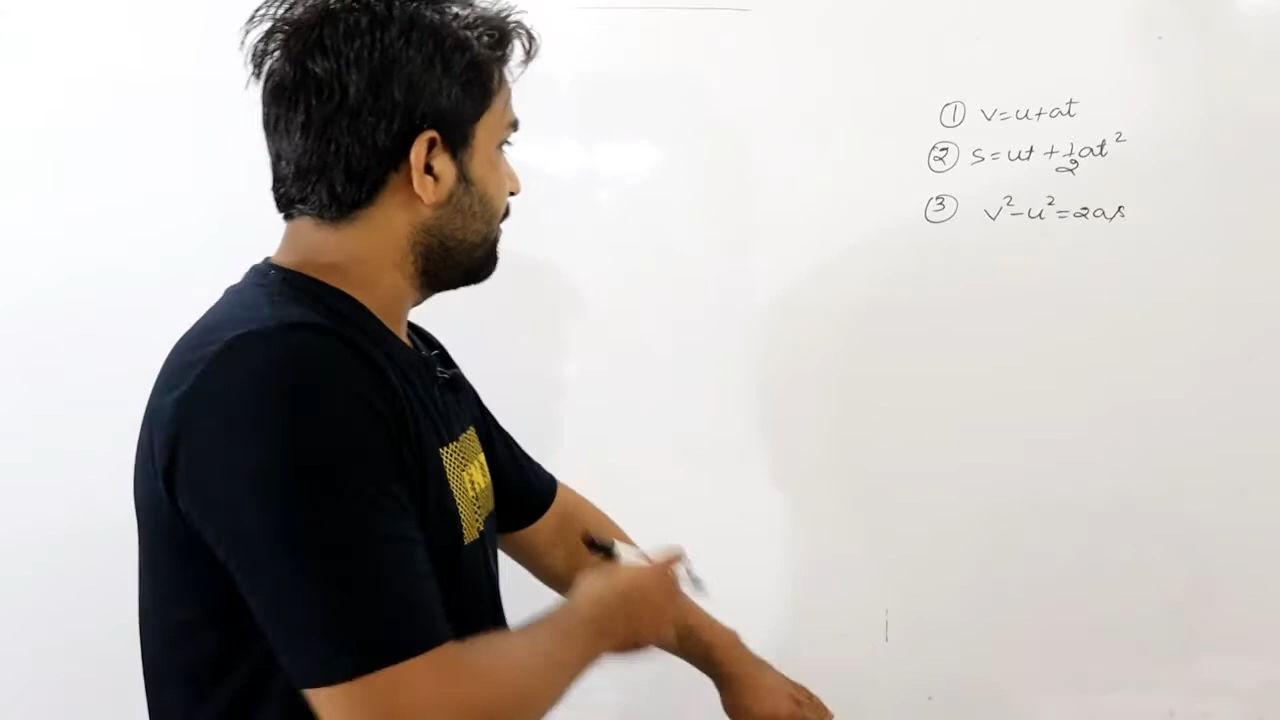 ① v=u+at
② s=ut+½at²
③ v²-u²=2as